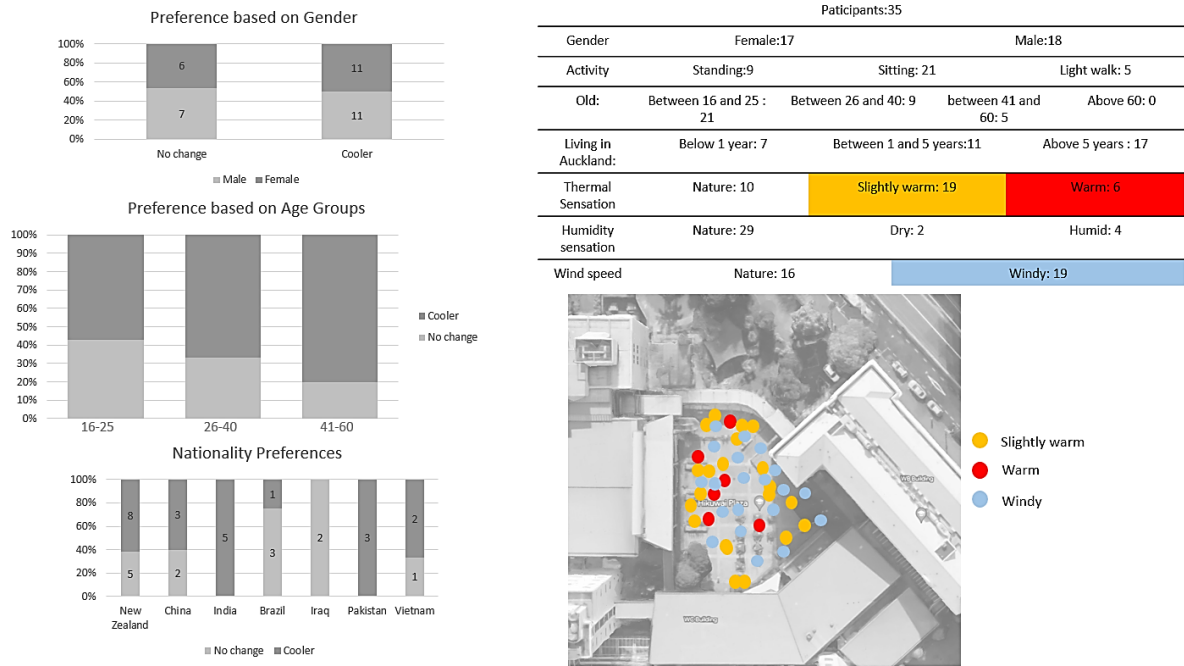 Preference based on Gender
100%
80%
60%
40%
20%
0%
6
11
7
11
No change
Cooler
Male Female
Preference based on Age Groups
100%
90%
80%
70%
60%
50%
40%
30%
20%
10%
0%
Cooler
No change
16-25
26-40
41-60
Nationality Preferences
100%
80%
60%
40%
20%
0%
8
3
5
1
3
2
5
2
3
2
1
New
Zealand
China
India
Brazil
Iraq
Pakistan
Vietnam
No change Cooler
Paticipants:35
Gender Female:17 Male:18
Activity Standing:9 Sitting: 21 Light walk: 5
Old: Between 16 and 25 :
21
Between 26 and 40: 9
between 41 and
60: 5
Above 60: 0
Living in
Auckland:
Below 1 year: 7 Between 1 and 5 years:11 Above 5 years : 17
Thermal
Sensation
Nature: 10 Slightly warm: 19 Warm: 6
Humidity
sensation
Nature: 29 Dry: 2 Humid: 4
Wind speed Nature: 16 Windy: 19
Plaza
WB Building
WC Building
Slightly warm
Warm
Windy